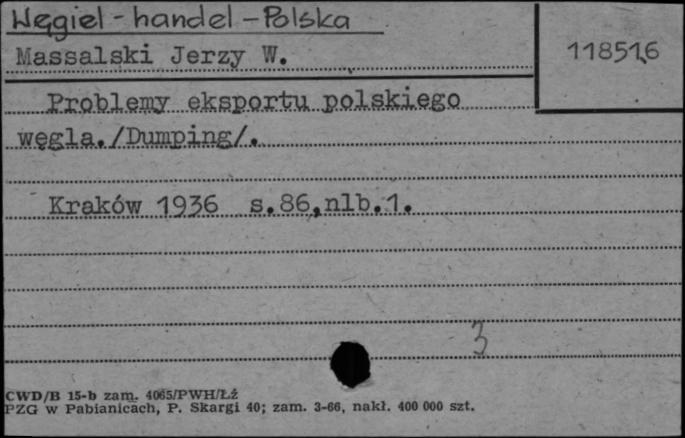 Węgiel - handel - Polska
Massalski Jerzy W.
118516
Problemy eksportu polskiego
węgla./Dumping/.
Kraków 1936 s.86,nlb.1.
3
CWD/B 15-b zam. 4065/PWH/Łź
PZG w Pabianicach, P. Skargi 40; zam. 3-66, nakł. 400 000 szt.